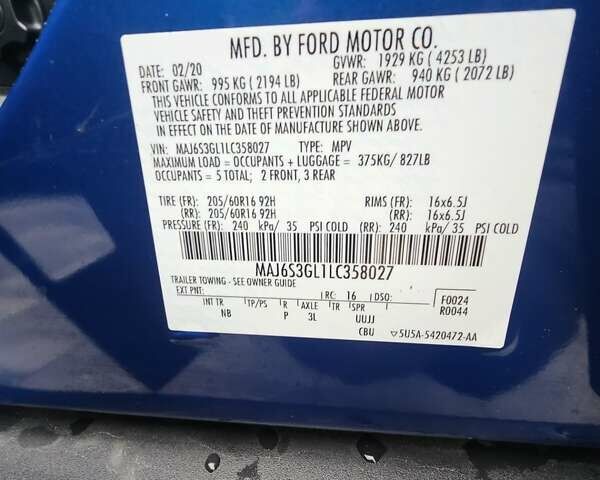 MFD. BY FORD MOTOR CO.
DATE: 02/20 GVWR: 1929 KG ( 4253 LB)
FRONT GAWR: 995 KG ( 2194 LB) REAR GAWR: 940 KG ( 2072 LB)
THIS VEHICLE CONFORMS TO ALL APPLICABLE FEDERAL MOTOR
VEHICLE SAFETY AND THEFT PREVENTION STANDARDS
IN EFFECT ON THE DATE OF MANUFACTURE SHOWN ABOVE.
VIN: MAJ6S3GL1LC358027 TYPE: MPV
MAXIMUM LOAD = OCCUPANTS + LUGGAGE = 375KG/ 827LB
OCCUPANTS = 5 TOTAL; 2 FRONT, 3 REAR
TIRE (FR): 205/60R16 92H RIMS (FR): 16x6.5J
(RR): 205/60R16 92H (RR): 16x6.5J
PRESSURE (FR): 240 kPa/ 35 PSI COLD (RR): 240 kPa/ 35 PSI COLD
MAJ6S3GL1LC358027
TRAILER TOWING - SEE OWNER GUIDE
EXT PNT: RC: 16 DSO: F0024
INT TR TP/PS R AXLE TR SPR R0044
NB P 3L UUJJ
CBU 5U5A-5420472-AA